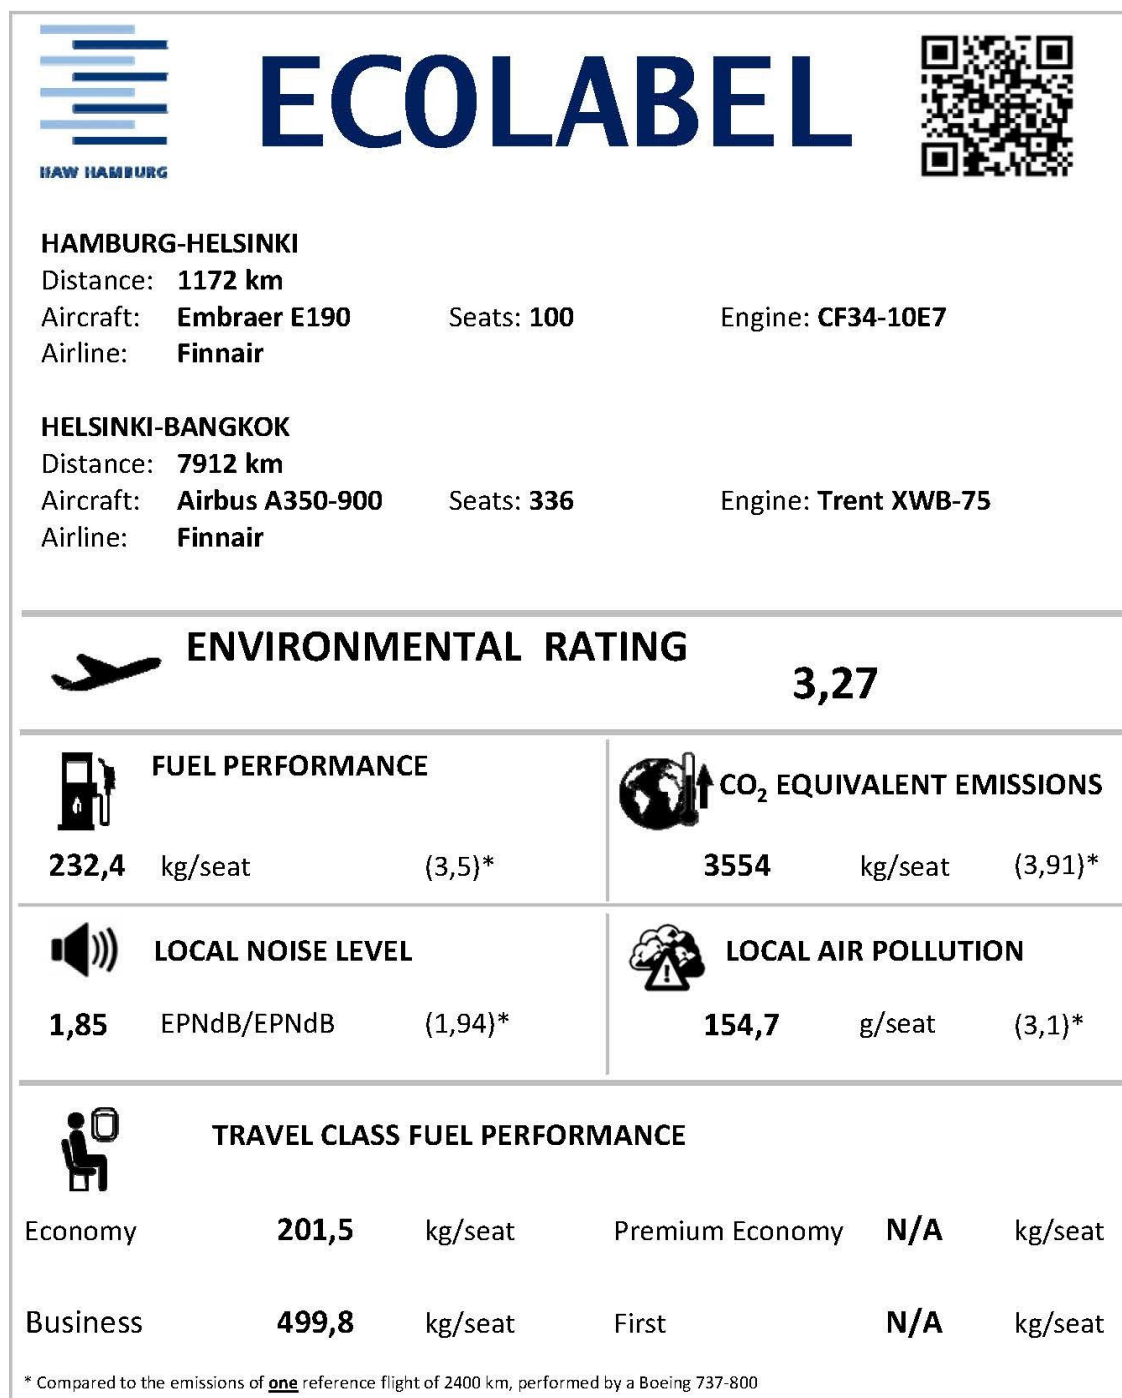 HAW HAMBURG
ECOLABEL
HAMBURG-HELSINKI
Distance: 1172 km
Aircraft: Embraer E190 Seats: 100 Engine: CF34-10E7
Airline: Finnair
HELSINKI-BANGKOK
Distance: 7912 km
Aircraft: Airbus A350-900 Seats: 336 Engine: Trent XWB-75
Airline: Finnair
ENVIRONMENTAL RATING
3,27
FUEL PERFORMANCE
232,4 kg/seat (3,5)*
CO₂ EQUIVALENT EMISSIONS
3554 kg/seat (3,91)*
LOCAL NOISE LEVEL
1,85 EPNdB/EPNdB (1,94)*
LOCAL AIR POLLUTION
154,7 g/seat (3,1)*
TRAVEL CLASS FUEL PERFORMANCE
Economy 201,5 kg/seat Premium Economy N/A kg/seat
Business 499,8 kg/seat First N/A kg/seat
* Compared to the emissions of one reference flight of 2400 km, performed by a Boeing 737-800